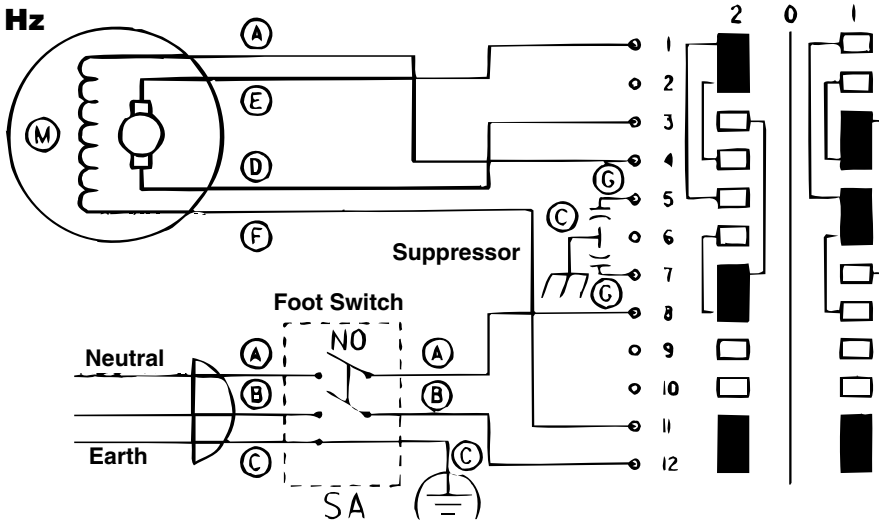 Hz
2 0 1
A
1
E
2
M
3
D
4
G
C
5
F
6
Suppressor
7
G
Foot Switch
8
NO
Neutral
A
A
9
B
B
10
11
Earth
C
C
12
SA